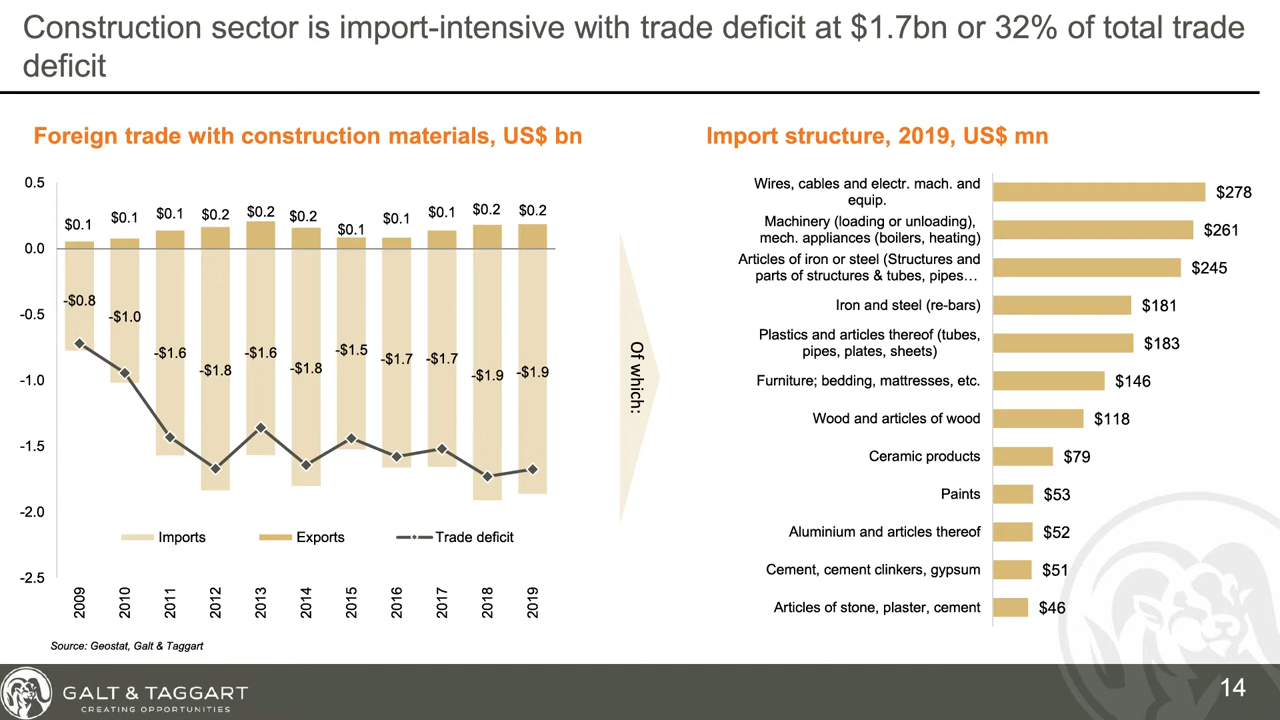 Construction sector is import-intensive with trade deficit at $1.7bn or 32% of total trade
deficit
Foreign trade with construction materials, US$ bn
0.5
0.0
-0.5
-1.0
-1.5
-2.0
-2.5
$0.1
$0.1
$0.1
$0.2
$0.2
$0.2
$0.1
$0.1
$0.1
$0.2
$0.2
-$0.8
-$1.0
-$1.6
-$1.8
-$1.6
-$1.8
-$1.5
-$1.7
-$1.7
-$1.9
-$1.9
Imports
Exports
Trade deficit
2009
2010
2011
2012
2013
2014
2015
2016
2017
2018
2019
Source: Geostat, Galt & Taggart
Of which:
Import structure, 2019, US$ mn
Wires, cables and electr. mach. and
equip.
$278
Machinery (loading or unloading),
mech. appliances (boilers, heating)
$261
Articles of iron or steel (Structures and
parts of structures & tubes, pipes…
$245
Iron and steel (re-bars)
$181
Plastics and articles thereof (tubes,
pipes, plates, sheets)
$183
Furniture; bedding, mattresses, etc.
$146
Wood and articles of wood
$118
Ceramic products
$79
Paints
$53
Aluminium and articles thereof
$52
Cement, cement clinkers, gypsum
$51
Articles of stone, plaster, cement
$46
GALT & TAGGART
CREATING OPPORTUNITIES
14